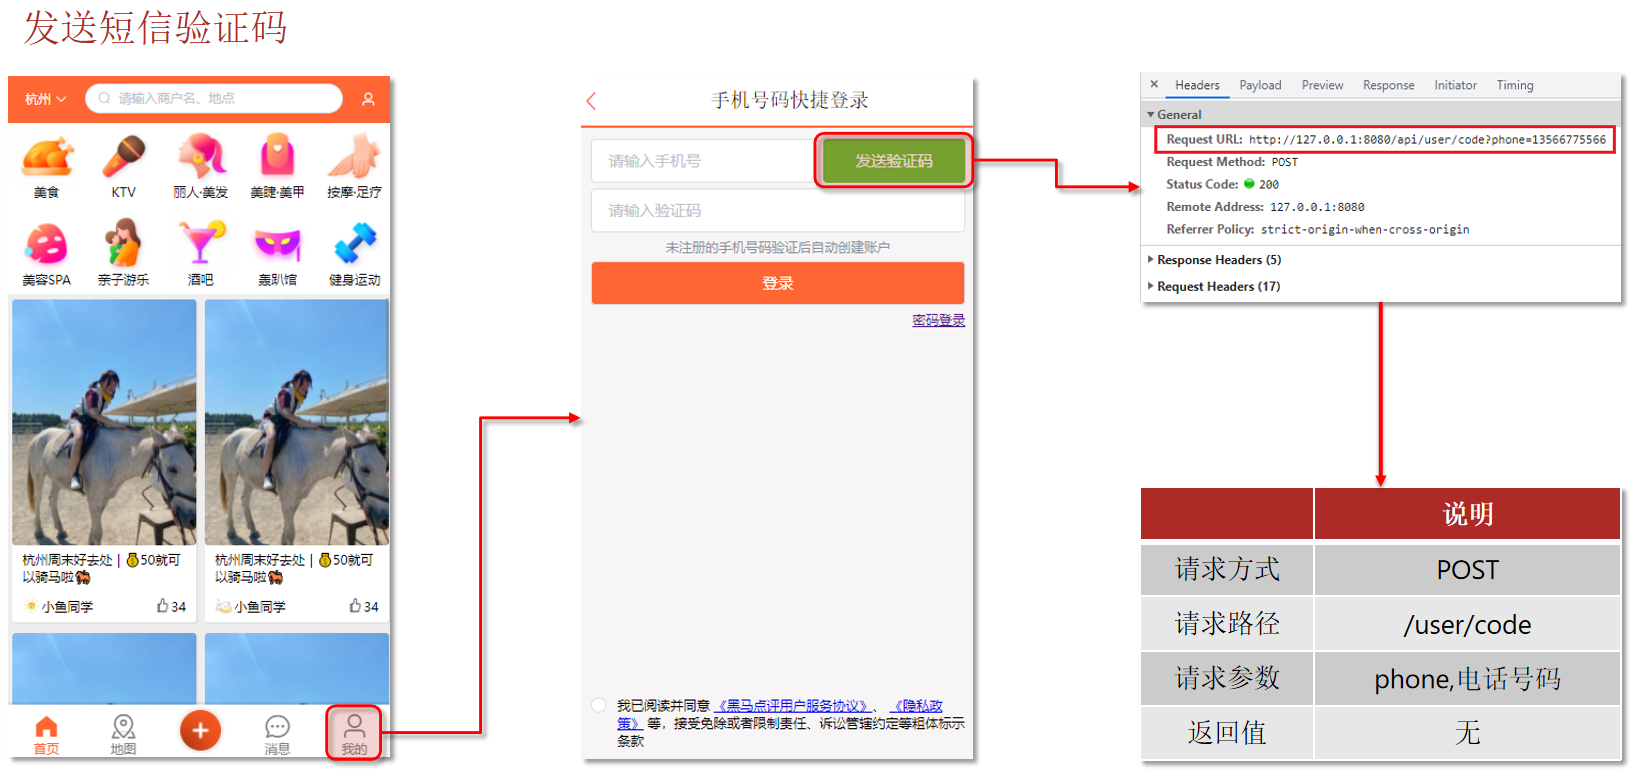 发送短信验证码
杭州
请输入商户名、地点
美食
KTV
丽人·美发
美睫·美甲
按摩·足疗
美容SPA
亲子游乐
酒吧
轰趴馆
健身运动
杭州周末好去处 | 💰50就可
以骑马啦🐎
小鱼同学
34
杭州周末好去处 | 💰50就可
以骑马啦🐎
小鱼同学
34
首页
地图
消息
我的
手机号码快捷登录
请输入手机号
发送验证码
请输入验证码
未注册的手机号码验证后自动创建账户
登录
密码登录
我已阅读并同意 《黑马点评用户服务协议》、 《隐私政
策》 等，接受免除或者限制责任、诉讼管辖约定等粗体标示
条款
× Headers Payload Preview Response Initiator Timing
General
Request URL: http://127.0.0.1:8080/api/user/code?phone=13566775566
Request Method: POST
Status Code: 200
Remote Address: 127.0.0.1:8080
Referrer Policy: strict-origin-when-cross-origin
Response Headers (5)
Request Headers (17)
说明
请求方式 POST
请求路径 /user/code
请求参数 phone,电话号码
返回值 无